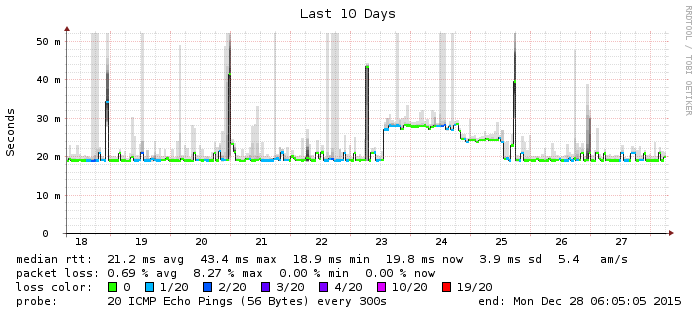 Last 10 Days
RRDTOOL / TOBI OETIKER
Seconds
50 m
40 m
30 m
20 m
10 m
0
18 19 20 21 22 23 24 25 26 27
median rtt: 21.2 ms avg 43.4 ms max 18.9 ms min 19.8 ms now 3.9 ms sd 5.4 am/s
packet loss: 0.69 % avg 8.27 % max 0.00 % min 0.00 % now
loss color: 0 1/20 2/20 3/20 4/20 10/20 19/20
probe: 20 ICMP Echo Pings (56 Bytes) every 300s end: Mon Dec 28 06:05:05 2015